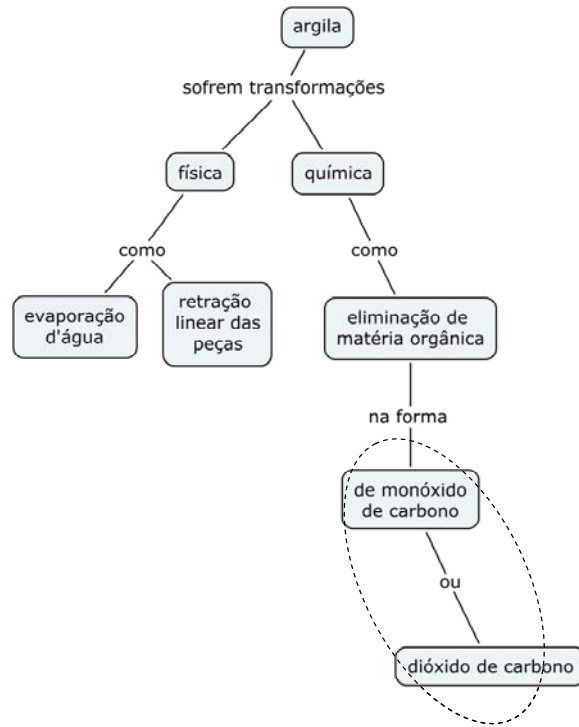 argila
sofrem transformações
física
química
como
como
evaporação
d'água
retração
linear das
peças
eliminação de
matéria orgânica
na forma
de monóxido
de carbono
ou
dióxido de carbono